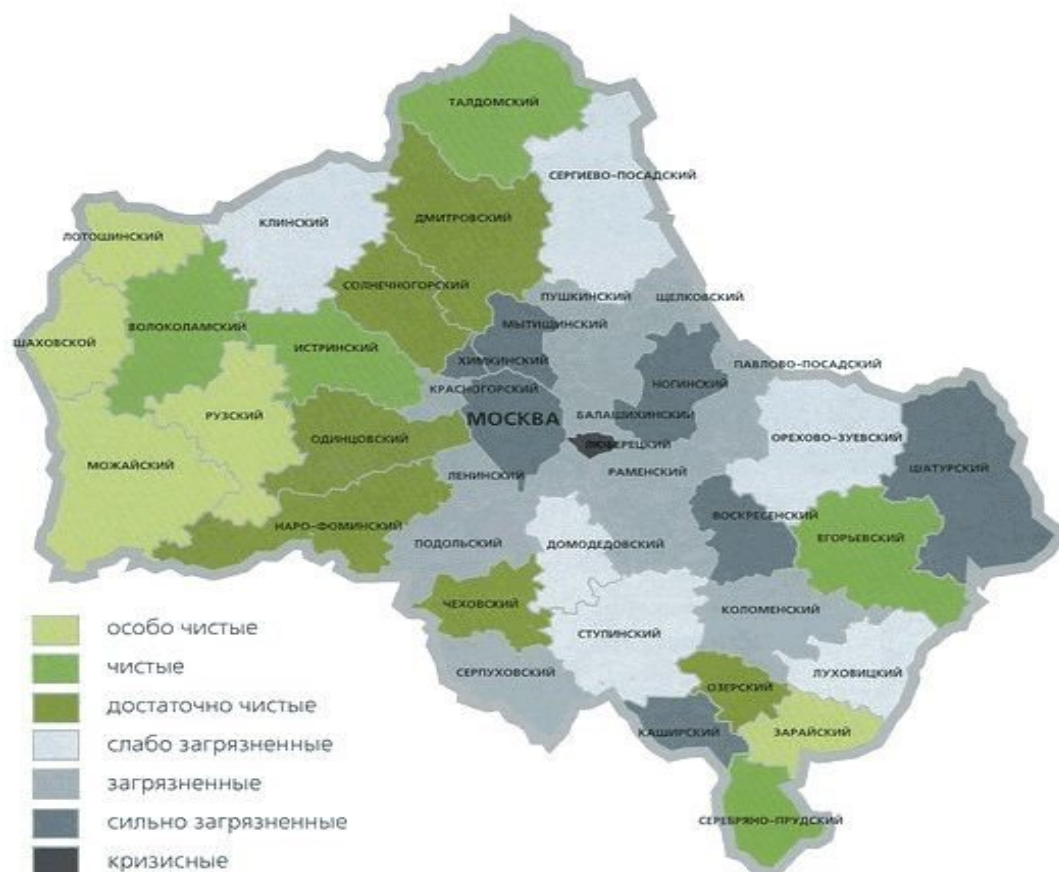 ТАЛДОМСКИЙ
СЕРГИЕВО-ПОСАДСКИЙ
ДМИТРОВСКИЙ
КЛИНСКИЙ
ЛОТОШИНСКИЙ
СОЛНЕЧНОГОРСКИЙ
ПУШКИНСКИЙ
ЩЕЛКОВСКИЙ
МЫТИЩИНСКИЙ
ВОЛОКОЛАМСКИЙ
ШАХОВСКОЙ
ИСТРИНСКИЙ
ХИМКИНСКИЙ
ПАВЛОВО-ПОСАДСКИЙ
НОГИНСКИЙ
КРАСНОГОРСКИЙ
РУЗСКИЙ
МОСКВА
БАЛАШИХИНСКИЙ
ОДИНЦОВСКИЙ
ЛЮБЕРЕЦКИЙ
ОРЕХОВО-ЗУЕВСКИЙ
МОЖАЙСКИЙ
ШАТУРСКИЙ
ЛЕНИНСКИЙ
РАМЕНСКИЙ
ВОСКРЕСЕНСКИЙ
НАРО-ФОМИНСКИЙ
ЕГОРЬЕВСКИЙ
ПОДОЛЬСКИЙ
ДОМОДЕДОВСКИЙ
ЧЕХОВСКИЙ
КОЛОМЕНСКИЙ
СТУПИНСКИЙ
СЕРПУХОВСКИЙ
ЛУХОВИЦКИЙ
ОЗЕРСКИЙ
КАШИРСКИЙ
ЗАРАЙСКИЙ
СЕРЕБРЯНО-ПРУДСКИЙ
особо чистые
чистые
достаточно чистые
слабо загрязненные
загрязненные
сильно загрязненные
кризисные